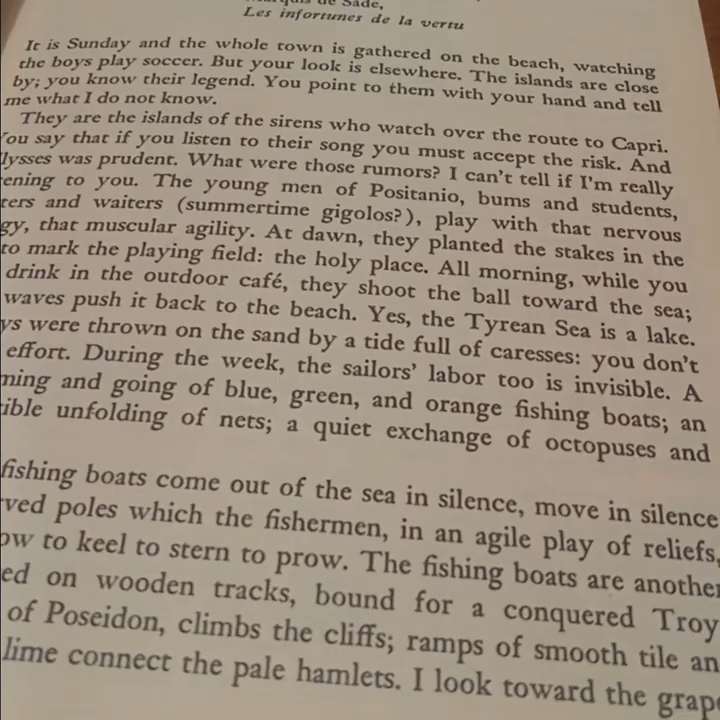 Marquis de Sade,
Les infortunes de la vertu
It is Sunday and the whole town is gathered on the beach, watching
the boys play soccer. But your look is elsewhere. The islands are close
by; you know their legend. You point to them with your hand and tell
me what I do not know.
They are the islands of the sirens who watch over the route to Capri.
You say that if you listen to their song you must accept the risk. And
lysses was prudent. What were those rumors? I can't tell if I'm really
ening to you. The young men of Positanio, bums and students,
ters and waiters (summertime gigolos?), play with that nervous
gy, that muscular agility. At dawn, they planted the stakes in the
to mark the playing field: the holy place. All morning, while you
drink in the outdoor café, they shoot the ball toward the sea;
waves push it back to the beach. Yes, the Tyrean Sea is a lake.
ys were thrown on the sand by a tide full of caresses: you don't
effort. During the week, the sailors' labor too is invisible. A
ming and going of blue, green, and orange fishing boats; an
ible unfolding of nets; a quiet exchange of octopuses and
fishing boats come out of the sea in silence, move in silence
rved poles which the fishermen, in an agile play of reliefs,
ow to keel to stern to prow. The fishing boats are another
ed on wooden tracks, bound for a conquered Troy
of Poseidon, climbs the cliffs; ramps of smooth tile an
lime connect the pale hamlets. I look toward the grap